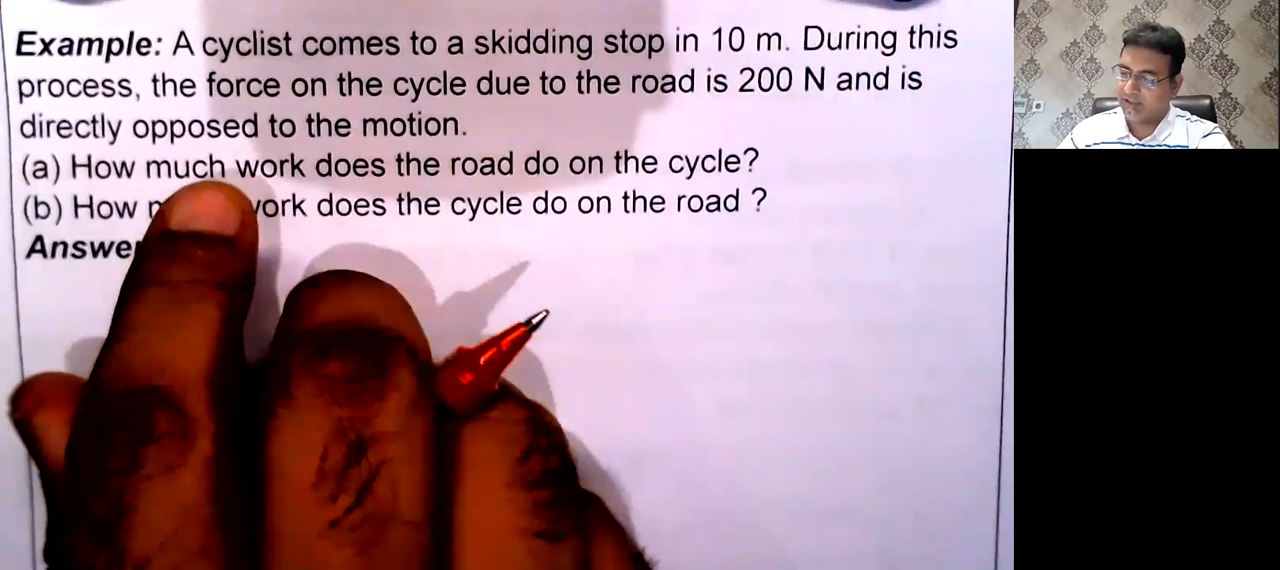 Example: A cyclist comes to a skidding stop in 10 m. During this
process, the force on the cycle due to the road is 200 N and is
directly opposed to the motion.
(a) How much work does the road do on the cycle?
(b) How work does the cycle do on the road ?
Answe